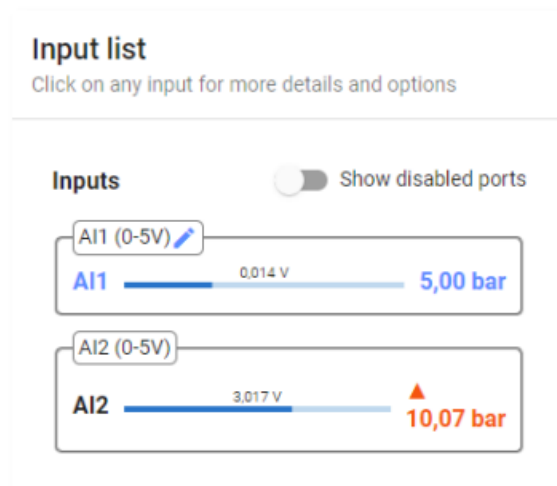 Input list
Click on any input for more details and options
Inputs
Show disabled ports
AI1 (0-5V)
AI1
0,014 V
5,00 bar
AI2 (0-5V)
AI2
3,017 V
▲
10,07 bar